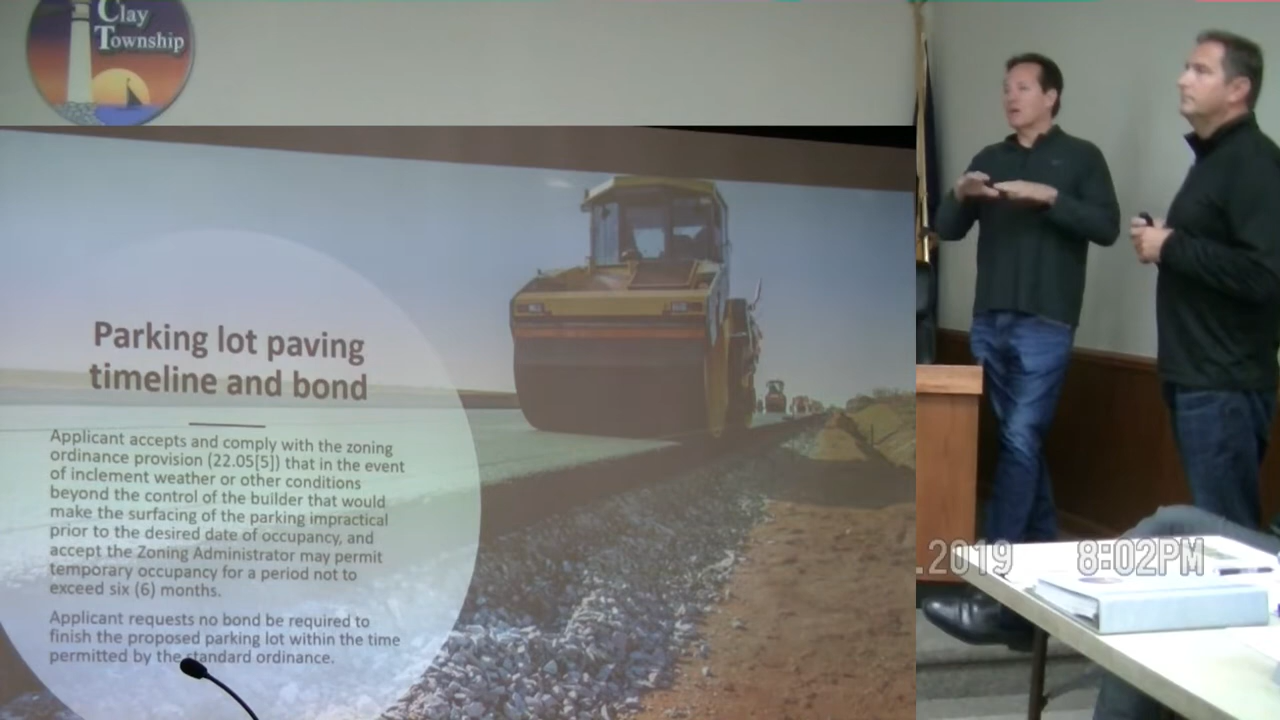 Clay
Township
Parking lot paving
timeline and bond
Applicant accepts and comply with the zoning
ordinance provision (22.05[5]) that in the event
of inclement weather or other conditions
beyond the control of the builder that would
make the surfacing of the parking impractical
prior to the desired date of occupancy, and
accept the Zoning Administrator may permit
temporary occupancy for a period not to
exceed six (6) months.
Applicant requests no bond be required to
finish the proposed parking lot within the time
permitted by the standard ordinance.
.2019 8:02PM